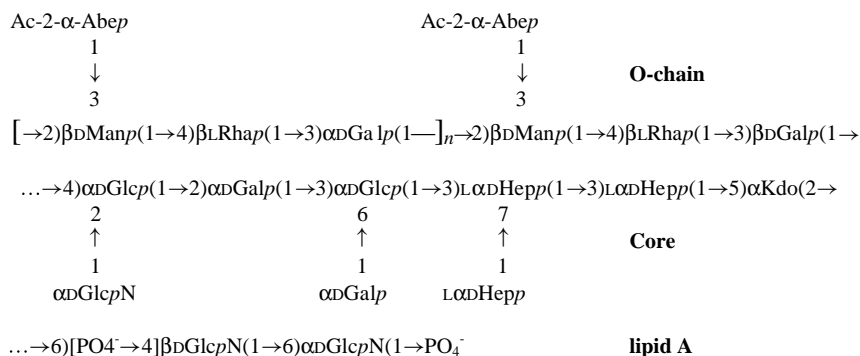 Ac-2-α-Abep Ac-2-α-Abep
1 1
↓ ↓ O-chain
3 3
[→2)βDManp(1→4)βLRhap(1→3)αDGa lp(1—]n→2)βDManp(1→4)βLRhap(1→3)βDGalp(1→
...→4)αDGlcp(1→2)αDGalp(1→3)αDGlcp(1→3)LαDHepp(1→3)LαDHepp(1→5)αKdo(2→
2 6 7
↑ ↑ ↑ Core
1 1 1
αDGlcpN αDGalp LαDHepp
...→6)[PO4-→4]βDGlcpN(1→6)αDGlcpN(1→PO4- lipid A